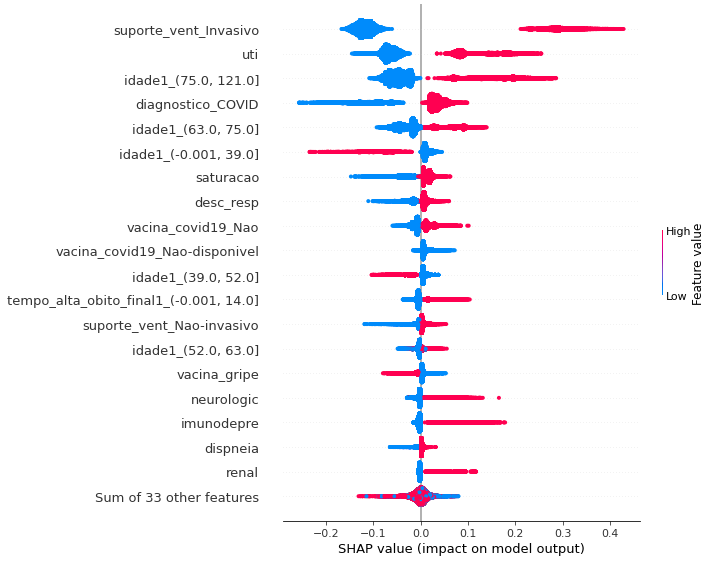 suporte_vent_Invasivo
uti
idade1_(75.0, 121.0]
diagnostico_COVID
idade1_(63.0, 75.0]
idade1_(-0.001, 39.0]
saturacao
desc_resp
vacina_covid19_Nao
vacina_covid19_Nao-disponivel
idade1_(39.0, 52.0]
tempo_alta_obito_final1_(-0.001, 14.0]
suporte_vent_Nao-invasivo
idade1_(52.0, 63.0]
vacina_gripe
neurologic
imunodepre
dispneia
renal
Sum of 33 other features
−0.2 −0.1 0.0 0.1 0.2 0.3 0.4
SHAP value (impact on model output)
High
Feature value
Low